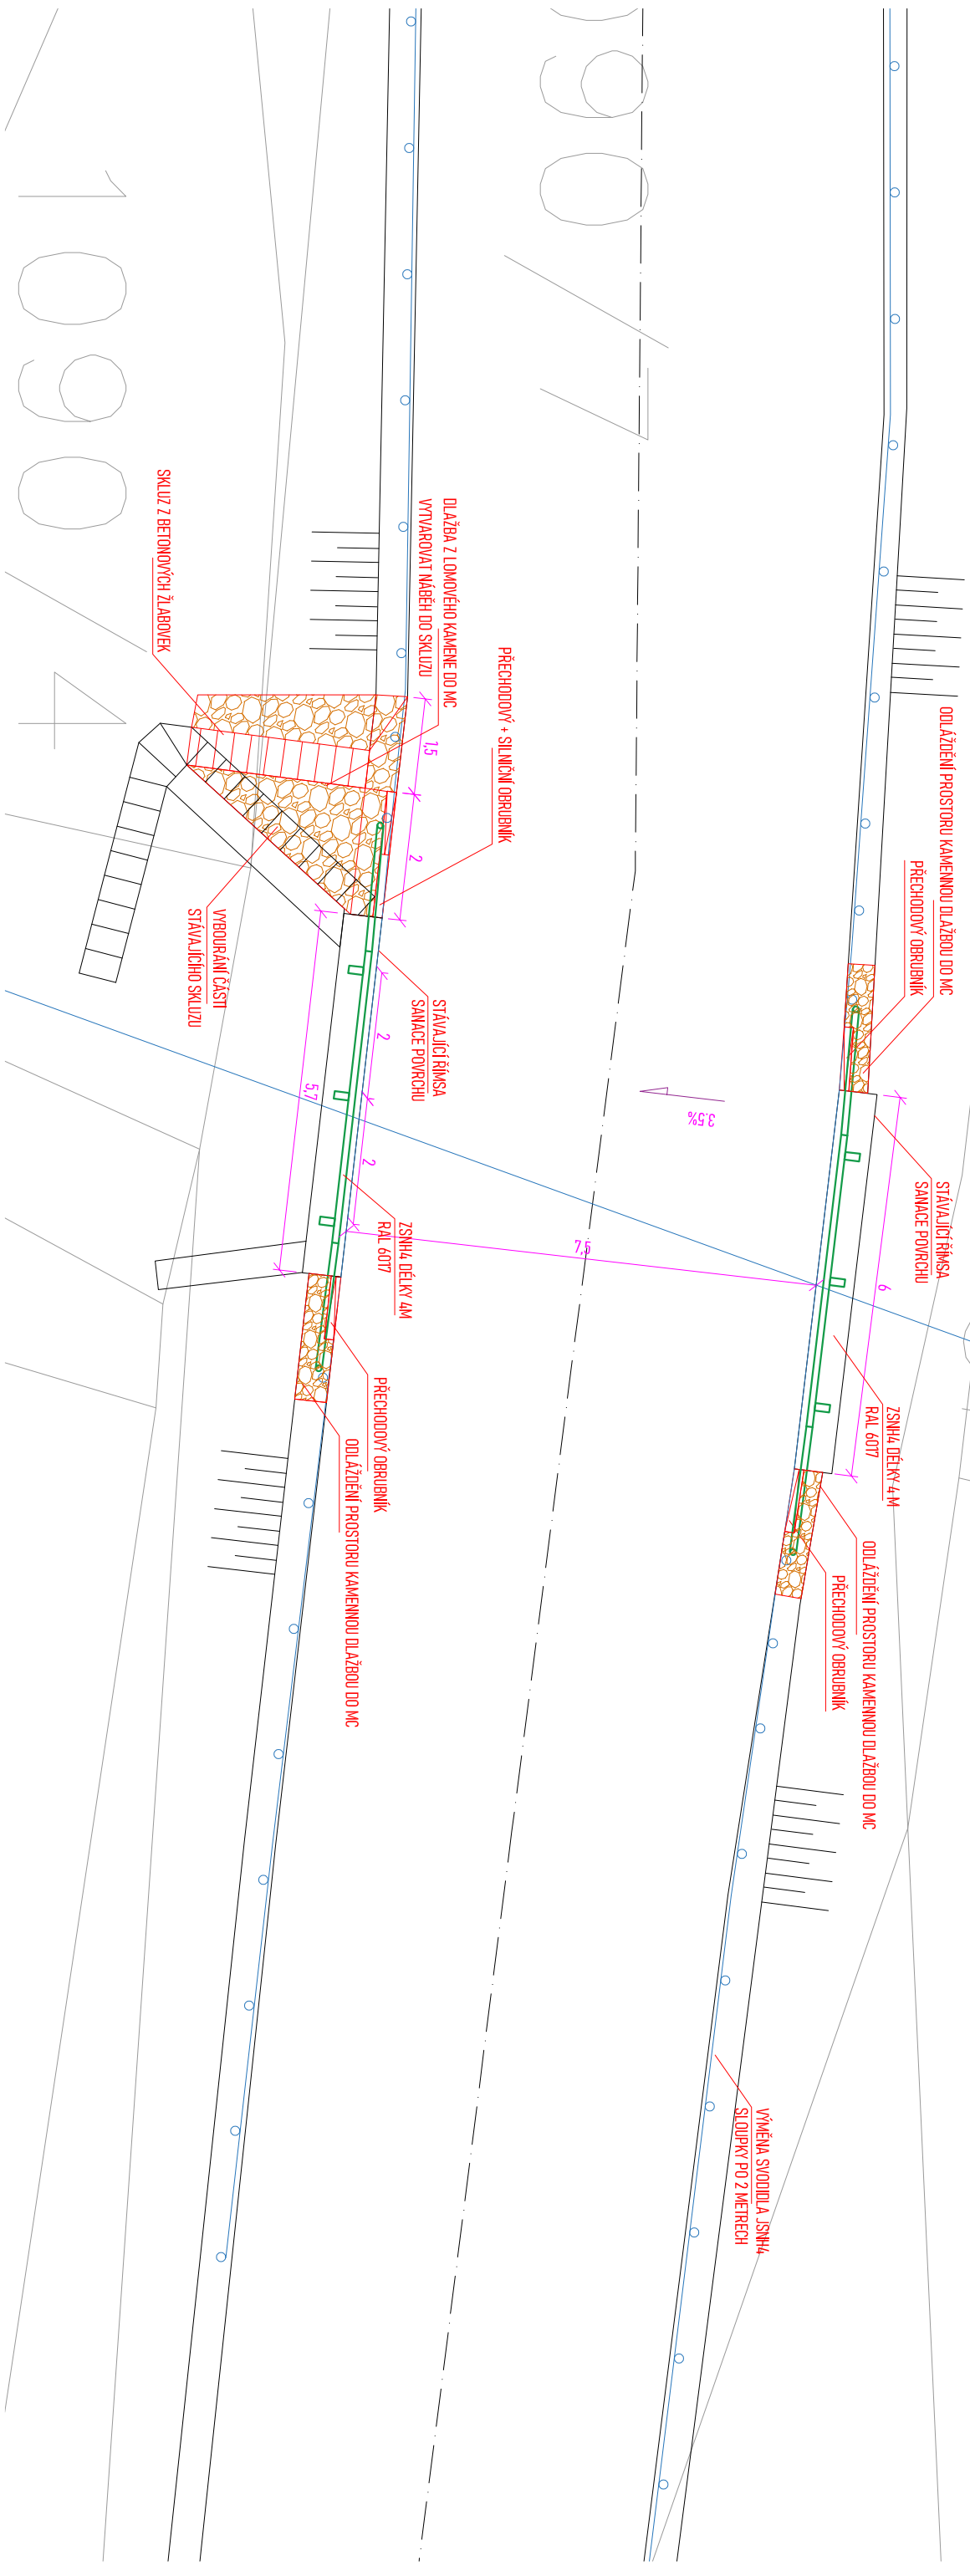 ODLÁŽDĚNÍ PROSTORU KAMENNOU DLAŽBOU DO MC
PŘECHODOVÝ OBRUBNÍK
STÁVAJÍCÍ ŘÍMSA
SANACE POVRCHU
6
ZSNH4 DÉLKY 4 M
RAL 6017
ODLÁŽDĚNÍ PROSTORU KAMENNOU DLAŽBOU DO MC
PŘECHODOVÝ OBRUBNÍK
VÝMĚNA SVODIDLA JSNH4
SLOUPKY PO 2 METRECH
3.5%
7,5
PŘECHODOVÝ + SILNIČNÍ OBRUBNÍK
DLAŽBA Z LOMOVÉHO KAMENE DO MC
VYTVAROVAT NÁBĚH DO SKLUZU
1,5
2
STÁVAJÍCÍ ŘÍMSA
SANACE POVRCHU
2
2
ZSNH4 DÉLKY 4M
RAL 6017
PŘECHODOVÝ OBRUBNÍK
ODLÁŽDĚNÍ PROSTORU KAMENNOU DLAŽBOU DO MC
5,7
SKLUZ Z BETONOVÝCH ŽLABOVEK
VYBOURÁNÍ ČÁSTI
STÁVAJÍCÍHO SKLUZU
1090/4